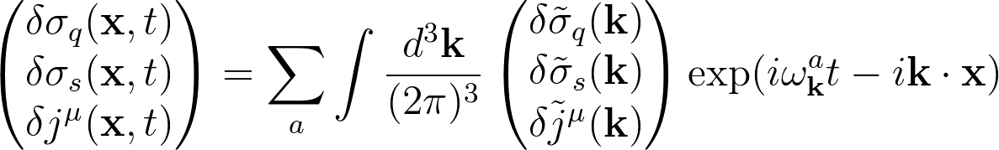 \begin{pmatrix} \delta\sigma_q(\mathbf{x},t) \\ \delta\sigma_s(\mathbf{x},t) \\ \delta j^\mu(\mathbf{x},t) \end{pmatrix} = \sum_a \int \frac{d^3\mathbf{k}}{(2\pi)^3} \begin{pmatrix} \delta\tilde{\sigma}_q(\mathbf{k}) \\ \delta\tilde{\sigma}_s(\mathbf{k}) \\ \delta\tilde{j}^\mu(\mathbf{k}) \end{pmatrix} \exp(i\omega_{\mathbf{k}}^a t - i\mathbf{k}\cdot\mathbf{x})